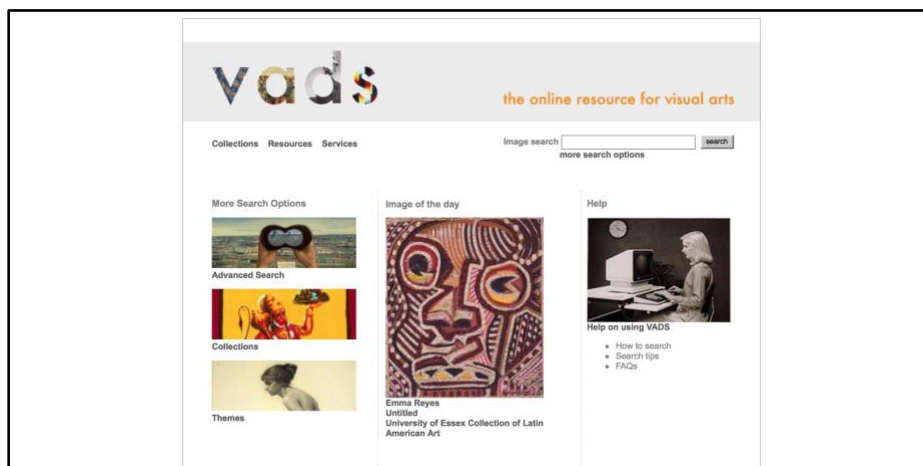 vads
the online resource for visual arts
Collections Resources Services
Image search search
more search options
More Search Options
Advanced Search
Collections
Themes
Image of the day
Emma Reyes
Untitled
University of Essex Collection of Latin
American Art
Help
Help on using VADS
How to search
Search tips
FAQs